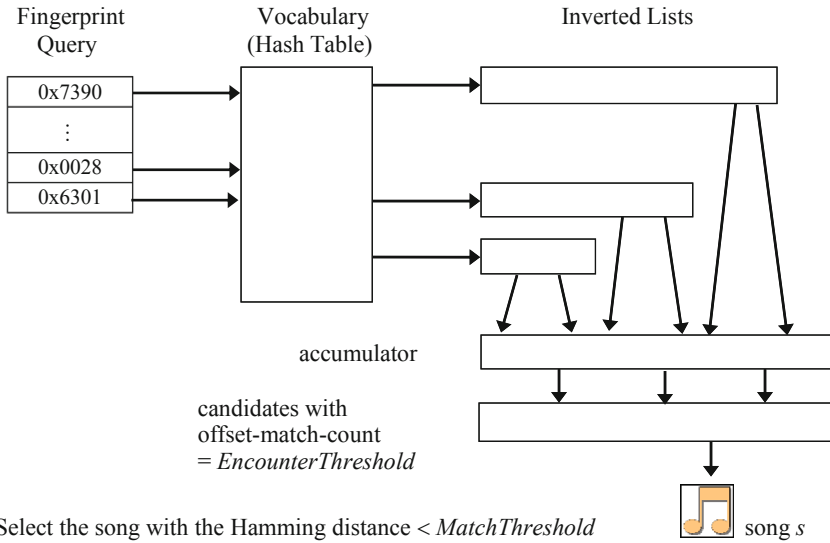 Fingerprint
Query
Vocabulary
(Hash Table)
Inverted Lists
0x7390
⋮
0x0028
0x6301
accumulator
candidates with
offset-match-count
= EncounterThreshold
Select the song with the Hamming distance < MatchThreshold
song s